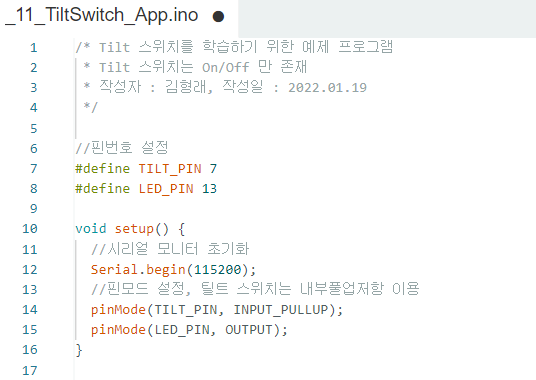 _11_TiltSwitch_App.ino
1 /* Tilt 스위치를 학습하기 위한 예제 프로그램
2 * Tilt 스위치는 On/Off 만 존재
3 * 작성자 : 김형래, 작성일 : 2022.01.19
4 */
5
6 //핀번호 설정
7 #define TILT_PIN 7
8 #define LED_PIN 13
9
10 void setup() {
11 //시리얼 모니터 초기화
12 Serial.begin(115200);
13 //핀모드 설정, 틸트 스위치는 내부풀업저항 이용
14 pinMode(TILT_PIN, INPUT_PULLUP);
15 pinMode(LED_PIN, OUTPUT);
16 }
17